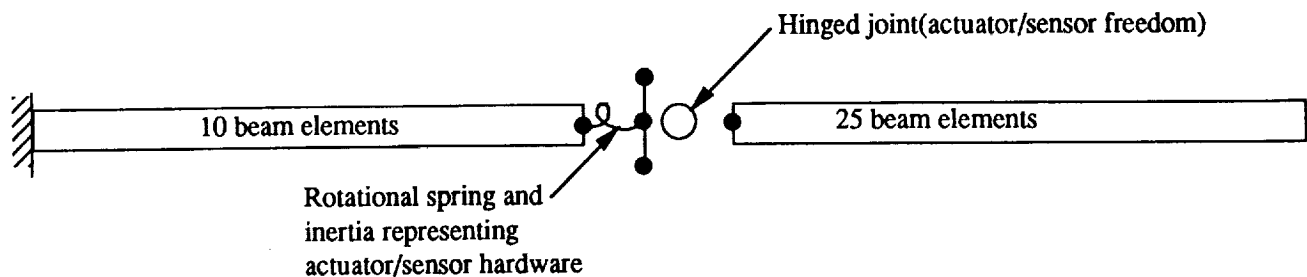 Hinged joint(actuator/sensor freedom)
10 beam elements
25 beam elements
Rotational spring and
inertia representing
actuator/sensor hardware